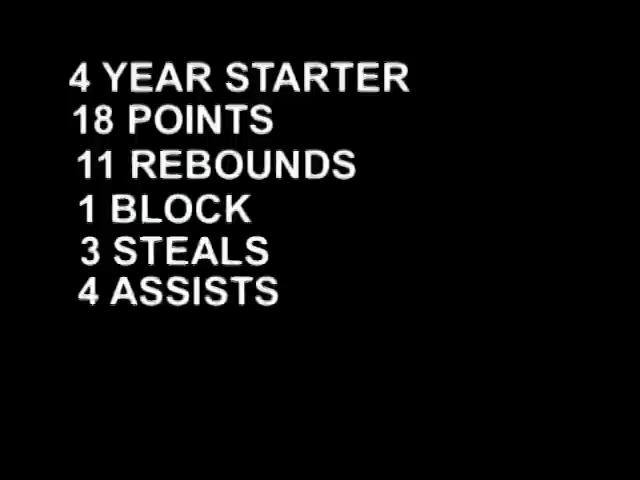 4 YEAR STARTER
18 POINTS
11 REBOUNDS
1 BLOCK
3 STEALS
4 ASSISTS